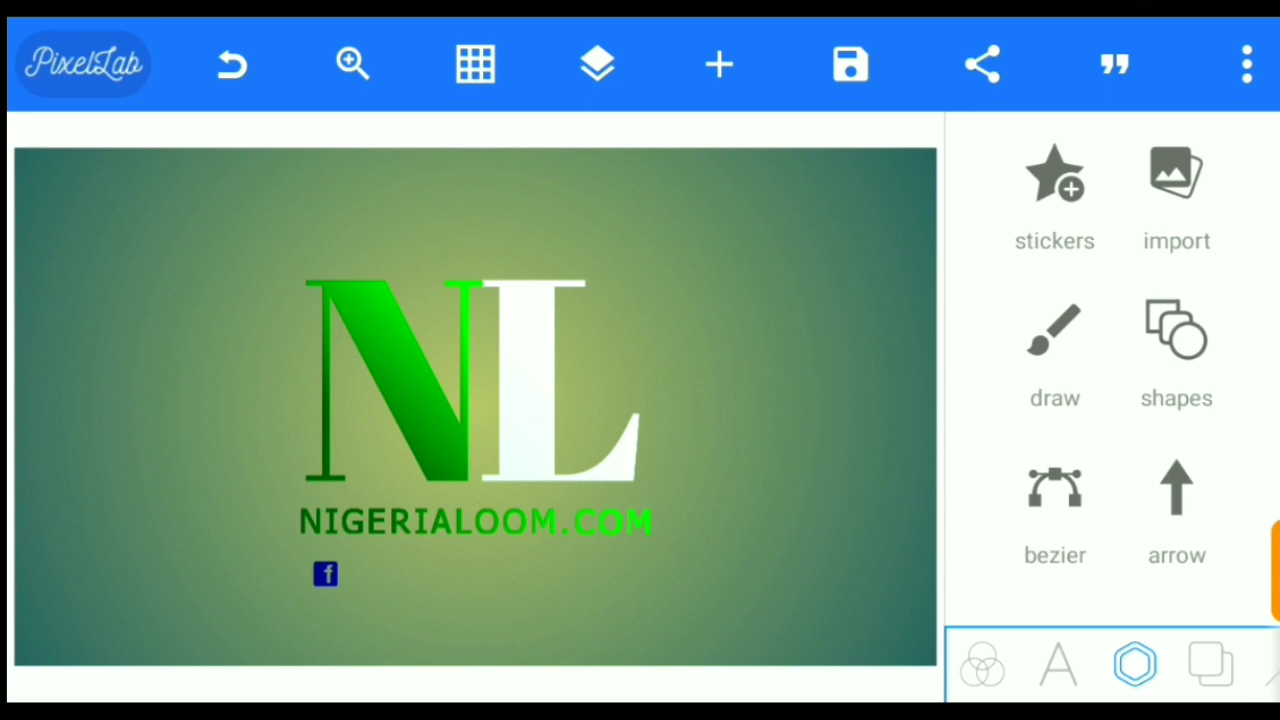 PixelLab
stickers import
draw shapes
NL
bezier arrow
NIGERIALOOM.COM
f